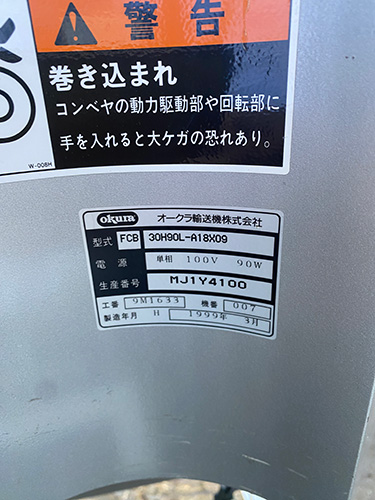 警告
巻き込まれ
コンベヤの動力駆動部や回転部に
手を入れると大ケガの恐れあり。
W-008H
okura オークラ輸送機株式会社
型式 FCB 30H90L-A18X09
電源 単相 100V 90W
生産番号 MJ1Y4100
工番 9M1633 機番 007
製造年月 H 1999年 3月